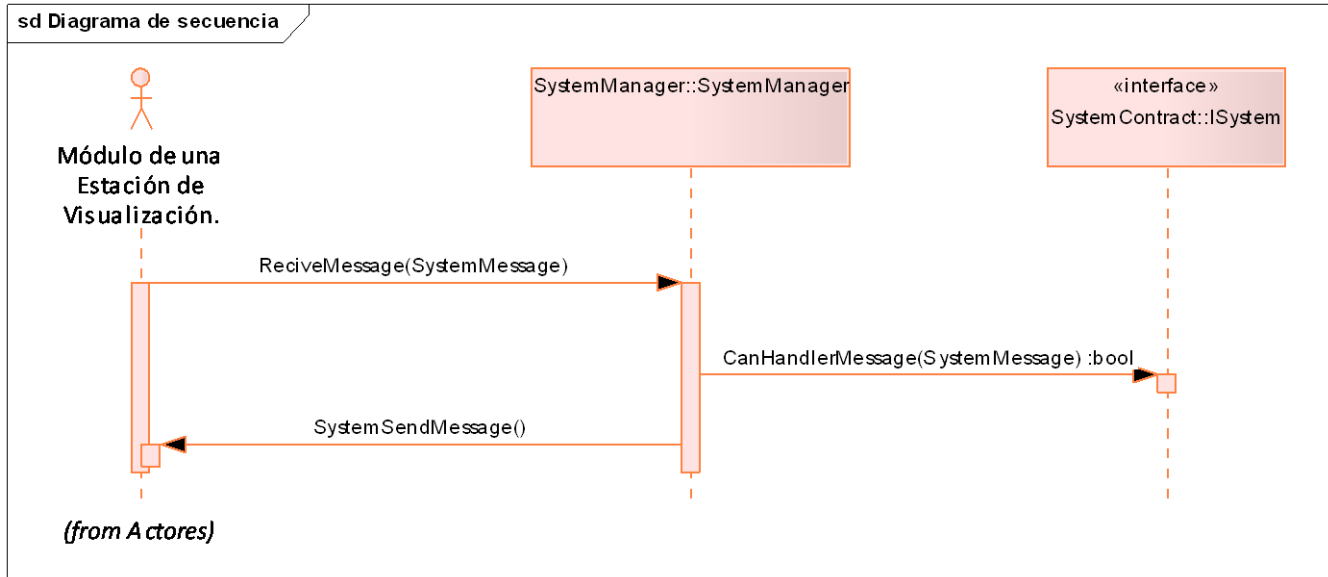 sd Diagrama de secuencia
Módulo de una
Estación de
Visualización.
SystemManager::SystemManager
«interface»
SystemContract::ISystem
ReciveMessage(SystemMessage)
CanHandlerMessage(SystemMessage) :bool
SystemSendMessage()
(from Actores)